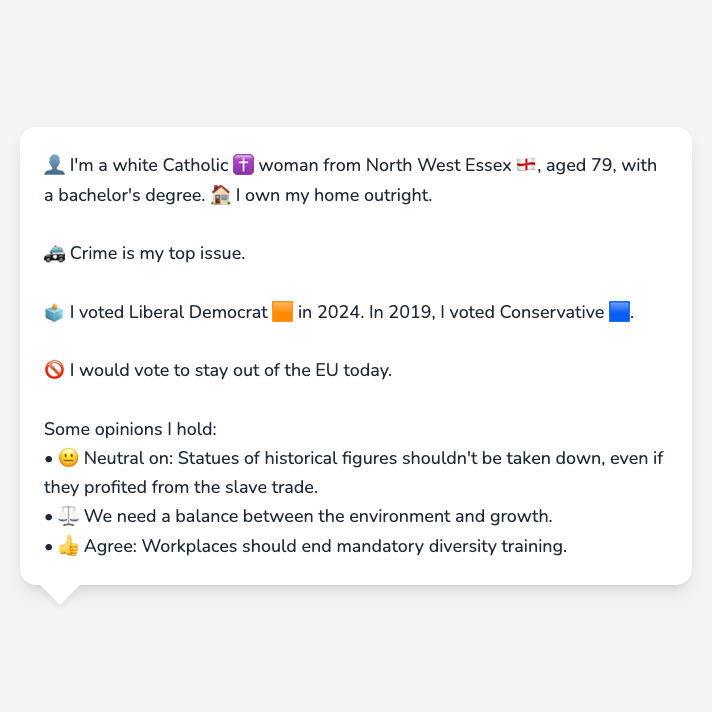 👤 I'm a white Catholic ✝️ woman from North West Essex 🏴󠁧󠁢󠁥󠁮󠁧󠁿, aged 79, with
a bachelor's degree. 🏠 I own my home outright.
🚓 Crime is my top issue.
🗳️ I voted Liberal Democrat 🟧 in 2024. In 2019, I voted Conservative 🟦.
🚫 I would vote to stay out of the EU today.
Some opinions I hold:
• 😐 Neutral on: Statues of historical figures shouldn't be taken down, even if
they profited from the slave trade.
• ⚖️ We need a balance between the environment and growth.
• 👍 Agree: Workplaces should end mandatory diversity training.